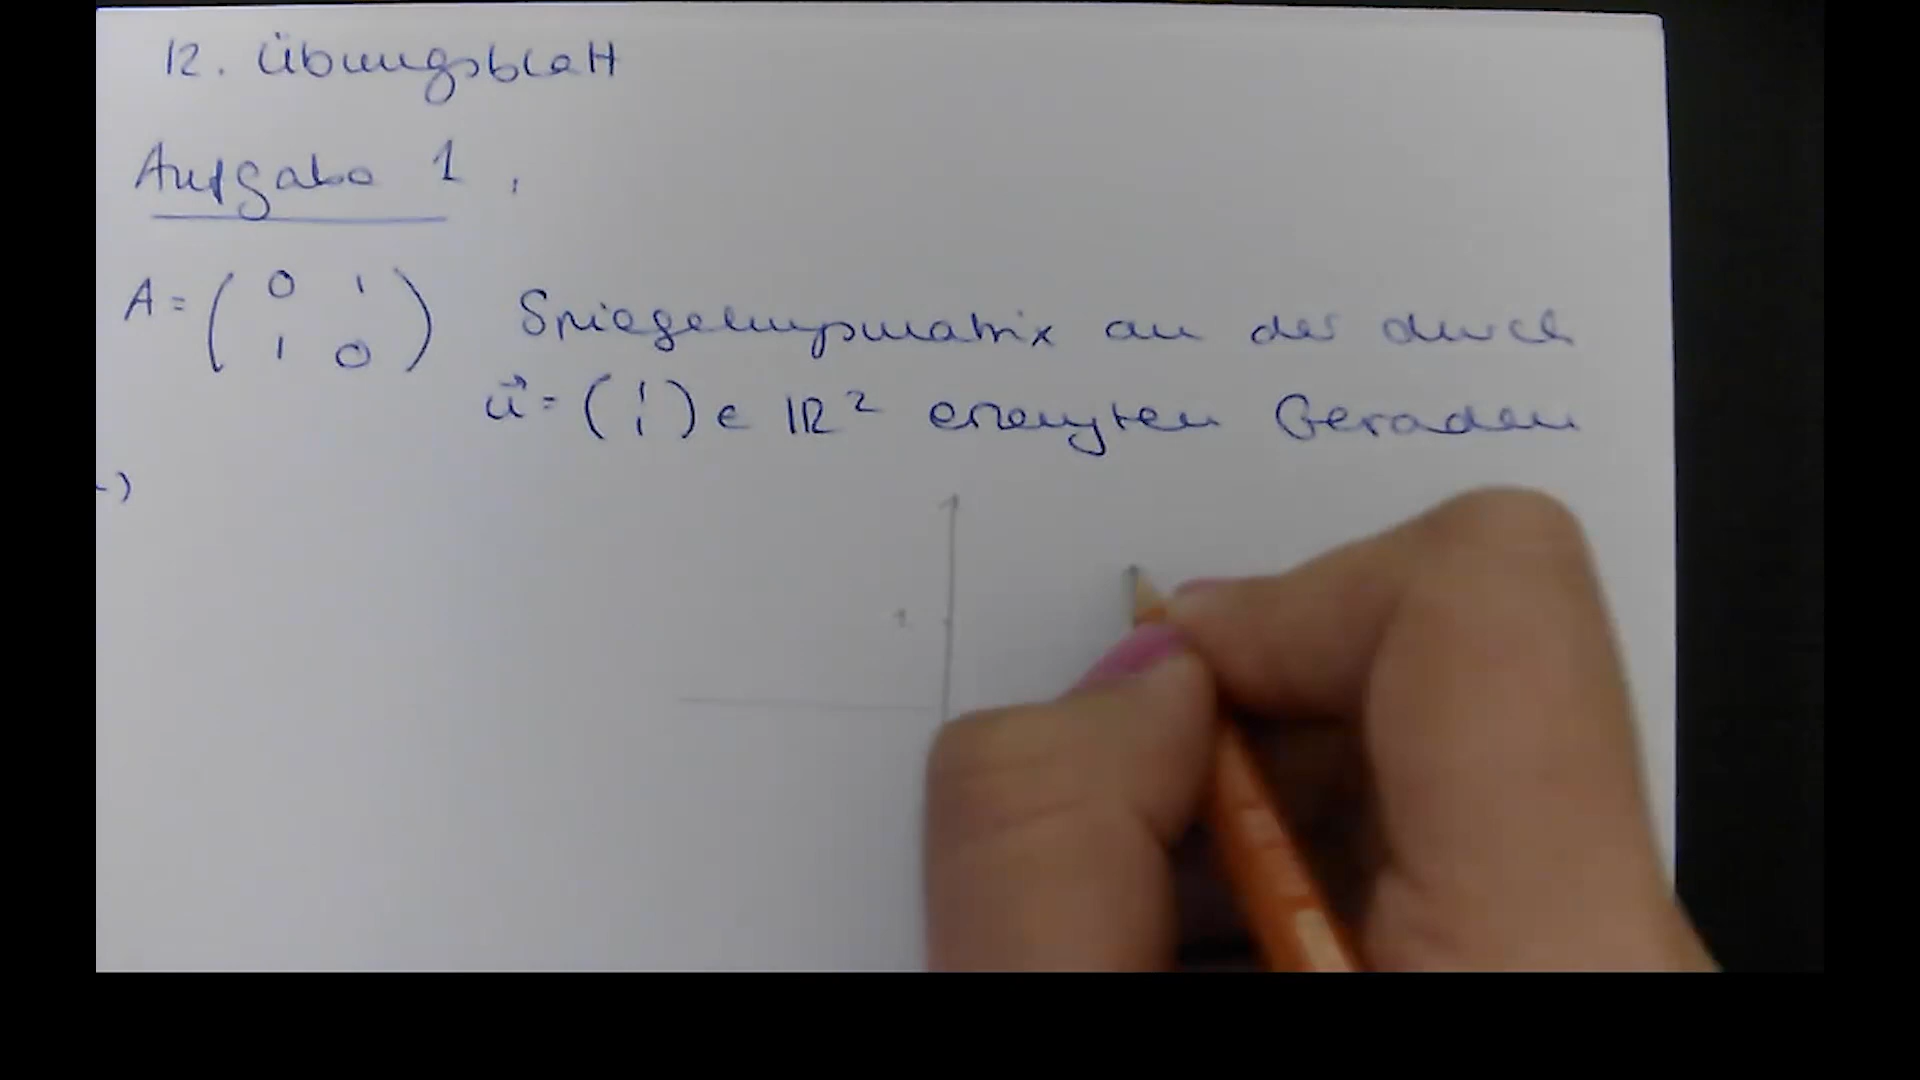 12. Übungsblatt
Aufgabe 1.
A = ( 0 1 ) Spiegelungsmatrix an der durch
( 1 0 )
u⃗ = ( 1 1 ) ∈ ℝ² erzeugten Geraden
)
1